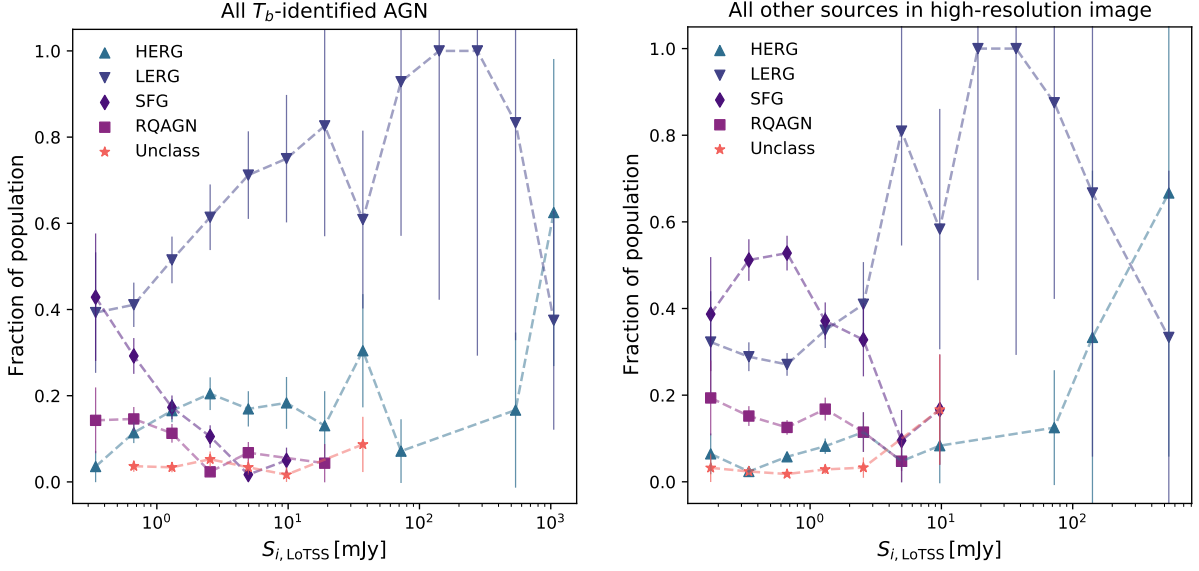 All T_b-identified AGN
HERG
LERG
SFG
RQAGN
Unclass
1.0
0.8
0.6
0.4
0.2
0.0
Fraction of population
10^0
10^1
10^2
10^3
S_{i, LoTSS} [mJy]
All other sources in high-resolution image
HERG
LERG
SFG
RQAGN
Unclass
1.0
0.8
0.6
0.4
0.2
0.0
Fraction of population
10^0
10^1
10^2
S_{i, LoTSS} [mJy]